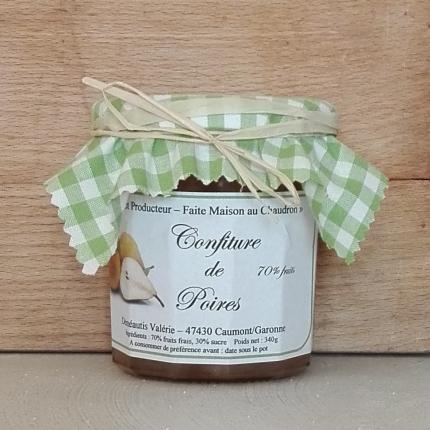 t Producteur – Faite Maison au Chaudron »
Confiture
de
70% fruits
Poires
Valérie – 47430 Caumont/Garonne
Ingrédients : 70% fruits frais, 30% sucre Poids net : 340g
A consommer de préférence avant : date sous le pot